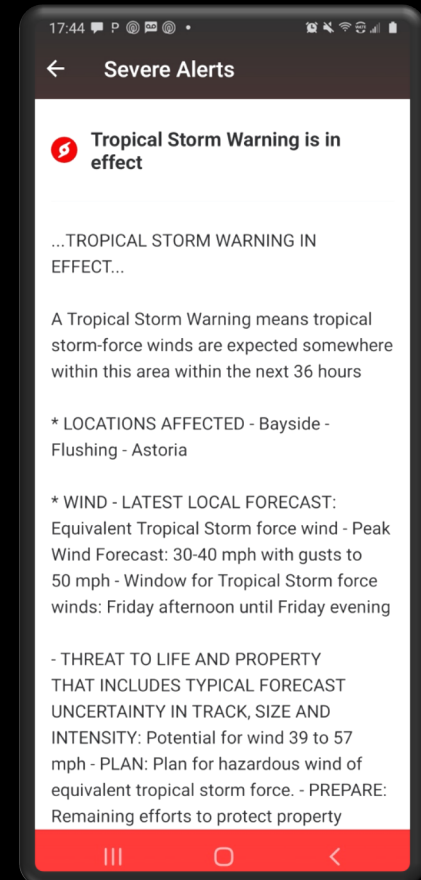 17:44
Severe Alerts
Tropical Storm Warning is in
effect
...TROPICAL STORM WARNING IN
EFFECT...
A Tropical Storm Warning means tropical
storm-force winds are expected somewhere
within this area within the next 36 hours
* LOCATIONS AFFECTED - Bayside -
Flushing - Astoria
* WIND - LATEST LOCAL FORECAST:
Equivalent Tropical Storm force wind - Peak
Wind Forecast: 30-40 mph with gusts to
50 mph - Window for Tropical Storm force
winds: Friday afternoon until Friday evening
- THREAT TO LIFE AND PROPERTY
THAT INCLUDES TYPICAL FORECAST
UNCERTAINTY IN TRACK, SIZE AND
INTENSITY: Potential for wind 39 to 57
mph - PLAN: Plan for hazardous wind of
equivalent tropical storm force. - PREPARE:
Remaining efforts to protect property